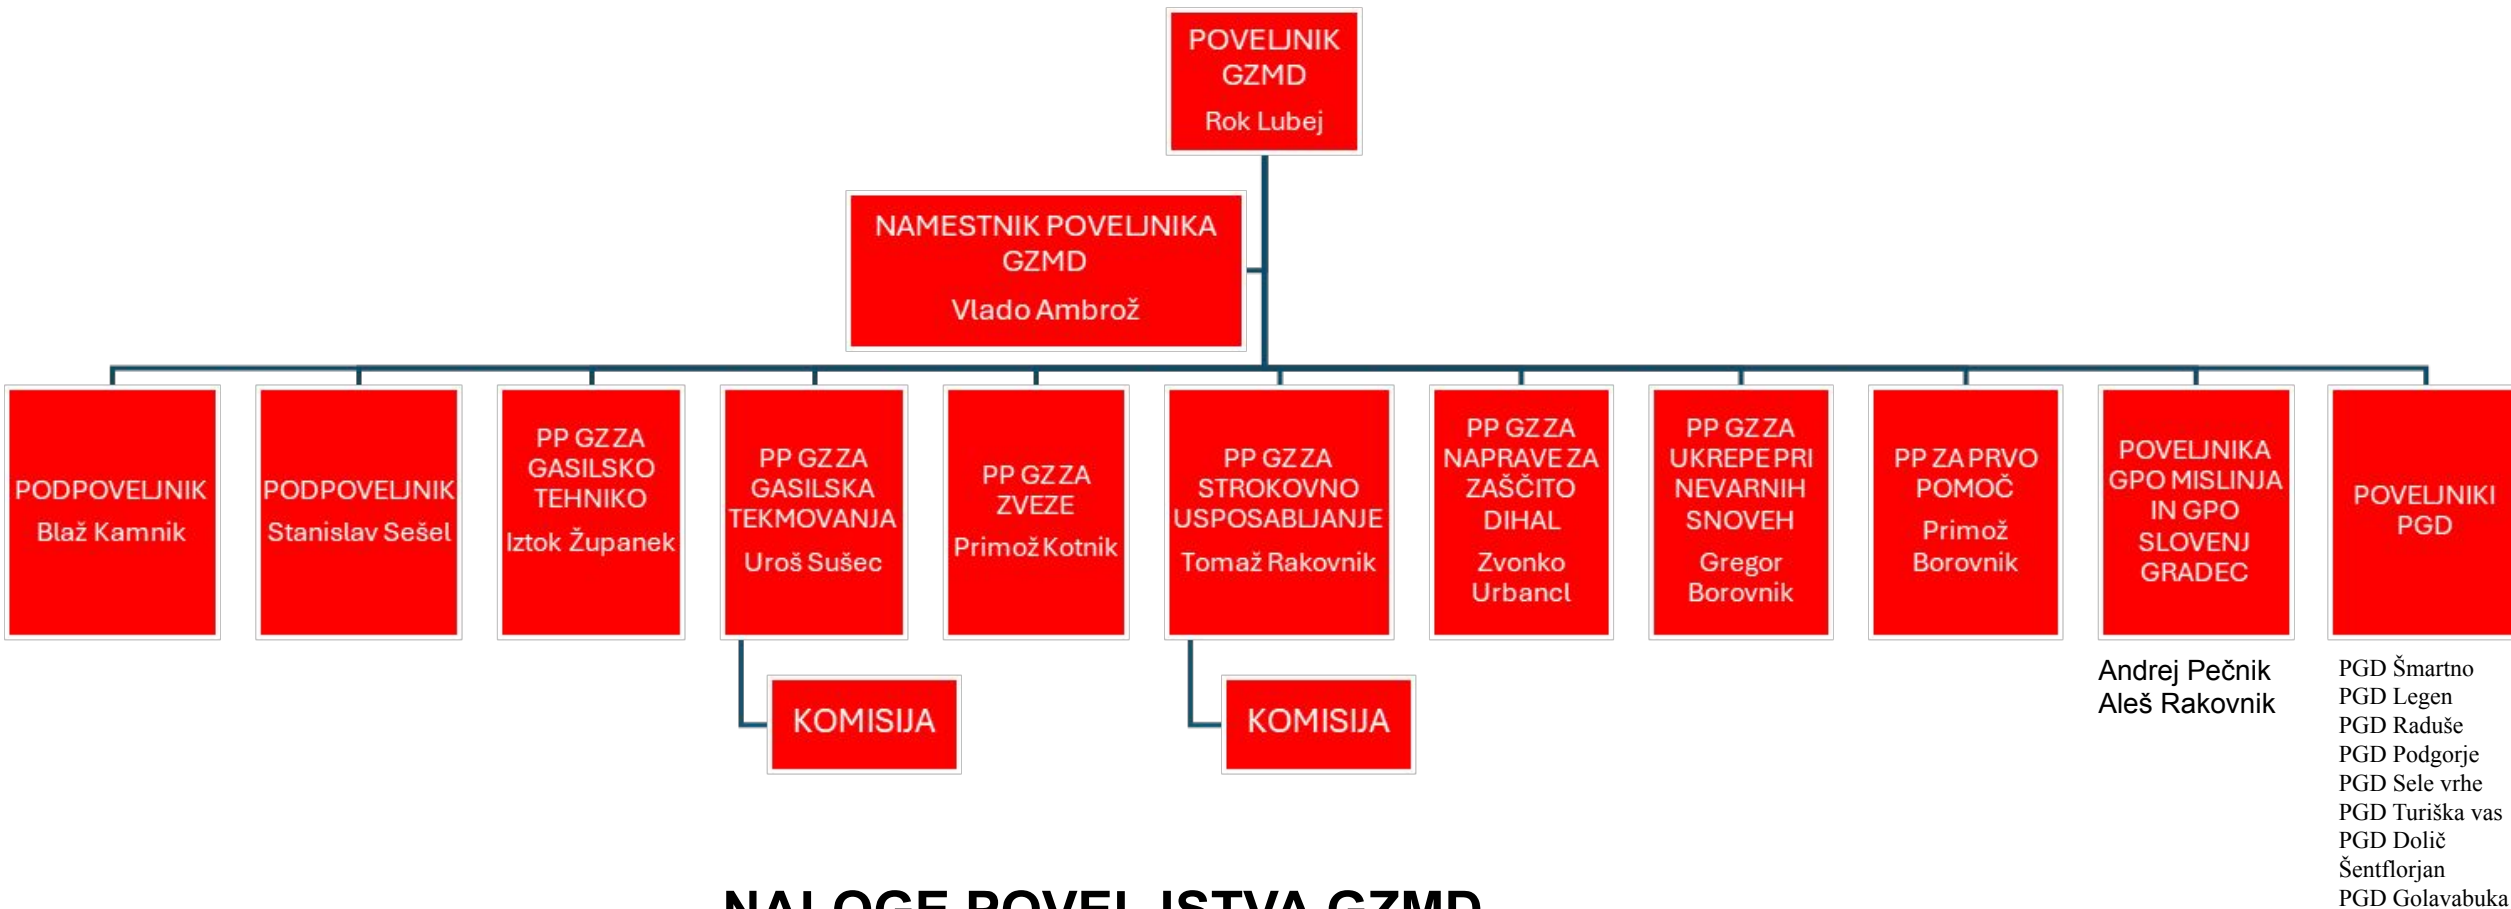 POVELJNIK
GZMD
Rok Lubej
NAMESTNIK POVELJNIKA
GZMD
Vlado Ambrož
PODPOVELJNIK
Blaž Kamnik
PODPOVELJNIK
Stanislav Sešel
PP GZ ZA
GASILSKO
TEHNIKO
Iztok Županek
PP GZ ZA
GASILSKA
TEKMOVANJA
Uroš Sušec
PP GZ ZA
ZVEZE
Primož Kotnik
PP GZ ZA
STROKOVNO
USPOSABLJANJE
Tomaž Rakovnik
PP GZ ZA
NAPRAVE ZA
ZAŠČITO
DIHAL
Zvonko
Urbancl
PP GZ ZA
UKREPE PRI
NEVARNIH
SNOVEH
Gregor
Borovnik
PP ZA PRVO
POMOČ
Primož
Borovnik
POVELJNIKA
GPO MISLINJA
IN GPO
SLOVENJ
GRADEC
POVELJNIKI
PGD
KOMISIJA
KOMISIJA
Andrej Pečnik
Aleš Rakovnik
PGD Šmartno
PGD Legen
PGD Raduše
PGD Podgorje
PGD Sele vrhe
PGD Turiška vas
PGD Dolič
Šentflorjan
PGD Golavabuka
NALOGE POVELJSTVA GZMD